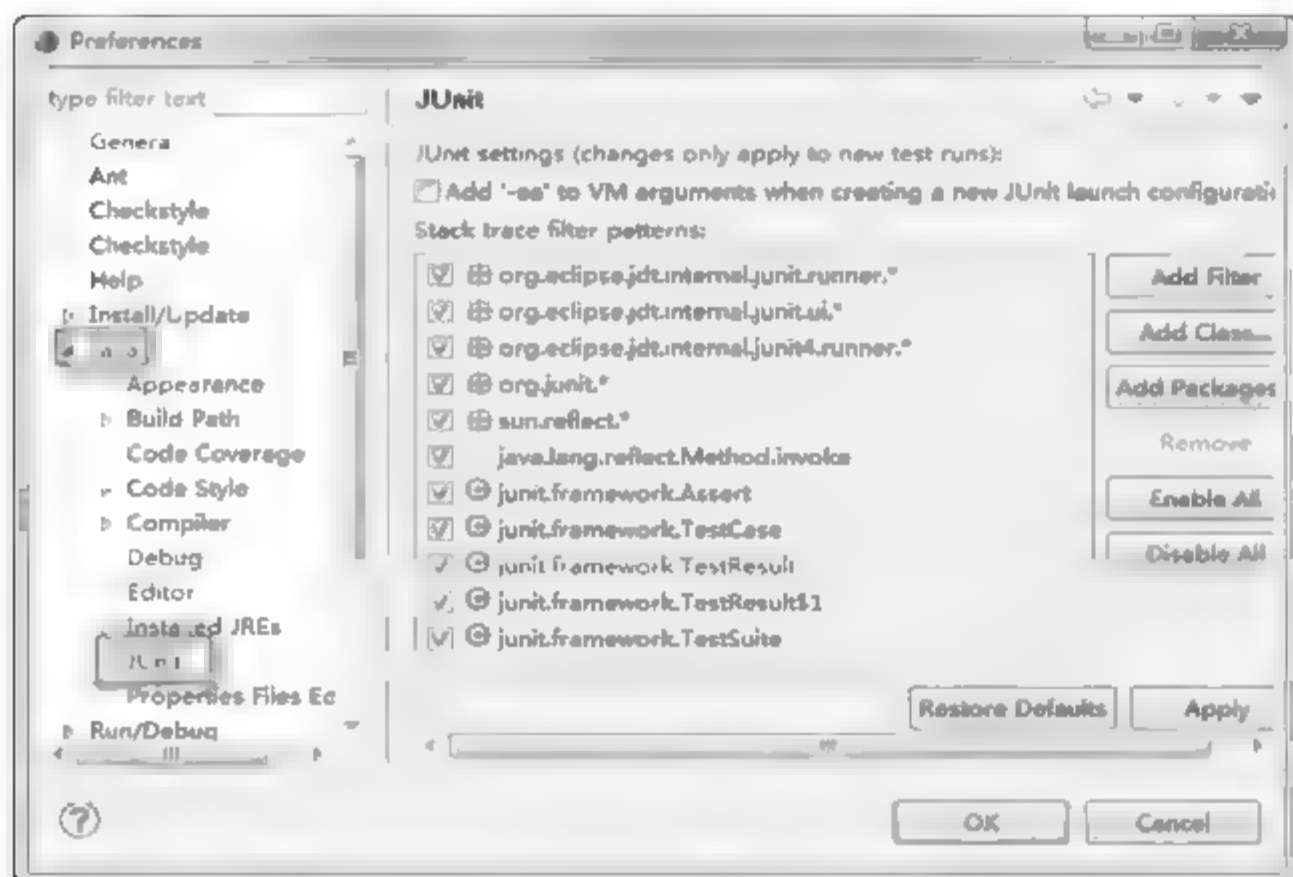 Preferences
type filter text
General
Ant
Checkstyle
Checkstyle
Help
Install/Update
Appearance
Build Path
Code Coverage
Code Style
Compiler
Debug
Editor
Installed JREs
JUnit
Properties Files Ed
Run/Debug
JUnit
JUnit settings (changes only apply to new test runs):
Add '-ea' to VM arguments when creating a new JUnit launch configuratio
Stack trace filter patterns:
org.eclipse.jdt.internal.junit.runner.*
org.eclipse.jdt.internal.junit.ui.*
org.eclipse.jdt.internal.junit4.runner.*
org.junit.*
sun.reflect.*
java.lang.reflect.Method.invoke
junit.framework.Assert
junit.framework.TestCase
junit.framework.TestResult
junit.framework.TestResult$1
junit.framework.TestSuite
Add Filter
Add Class...
Add Packages
Remove
Enable All
Disable All
Restore Defaults Apply
OK Cancel